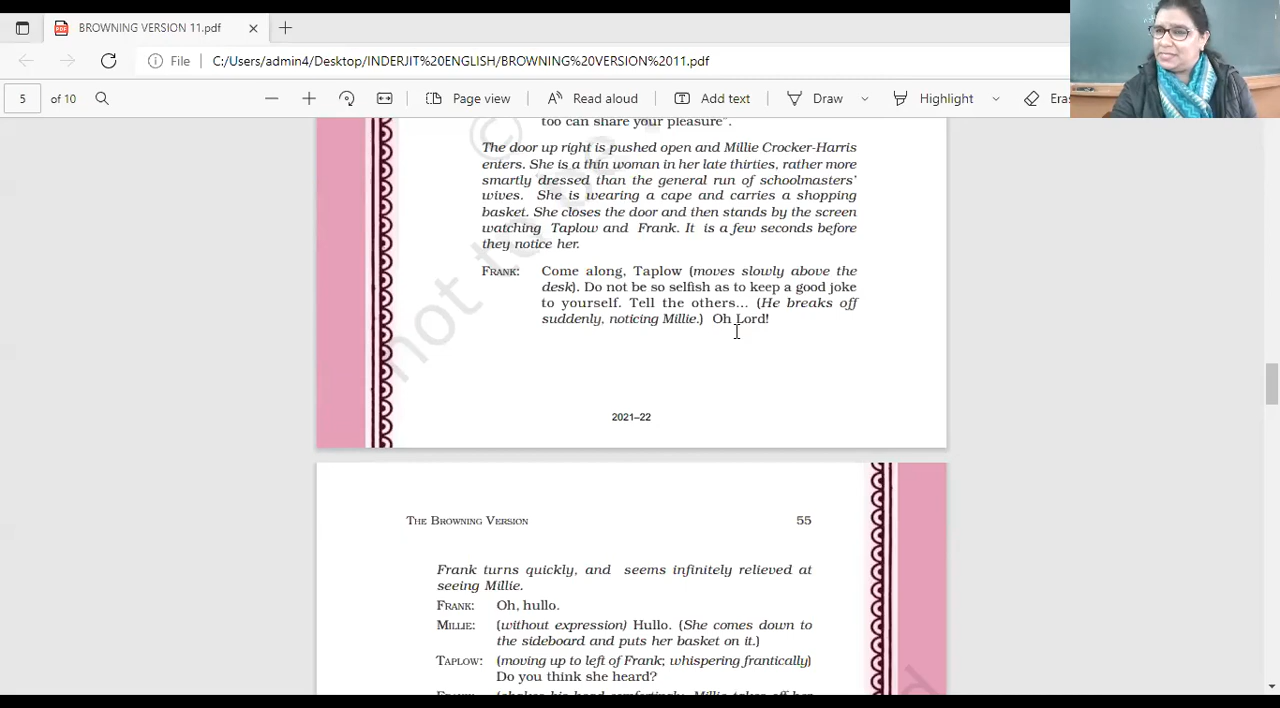 BROWNING VERSION 11.pdf
File C:/Users/admin4/Desktop/INDERJIT%20ENGLISH/BROWNING%20VERSION%2011.pdf
5 of 10 Page view Read aloud Add text Draw Highlight Eras
too can share your pleasure".
The door up right is pushed open and Millie Crocker-Harris
enters. She is a thin woman in her late thirties, rather more
smartly dressed than the general run of schoolmasters'
wives. She is wearing a cape and carries a shopping
basket. She closes the door and then stands by the screen
watching Taplow and Frank. It is a few seconds before
they notice her.
FRANK: Come along, Taplow (moves slowly above the
desk). Do not be so selfish as to keep a good joke
to yourself. Tell the others... (He breaks off
suddenly, noticing Millie.) Oh Lord!
not to be
2021–22
THE BROWNING VERSION 55
Frank turns quickly, and seems infinitely relieved at
seeing Millie.
FRANK: Oh, hullo.
MILLIE: (without expression) Hullo. (She comes down to
the sideboard and puts her basket on it.)
TAPLOW: (moving up to left of Frank; whispering frantically)
Do you think she heard?